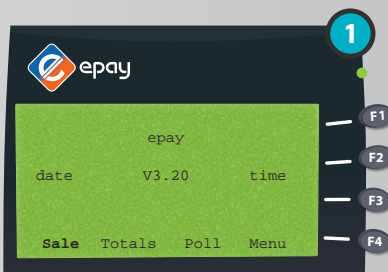 1
epay
F1
epay
F2
date V3.20 time
F3
Sale Totals Poll Menu
F4